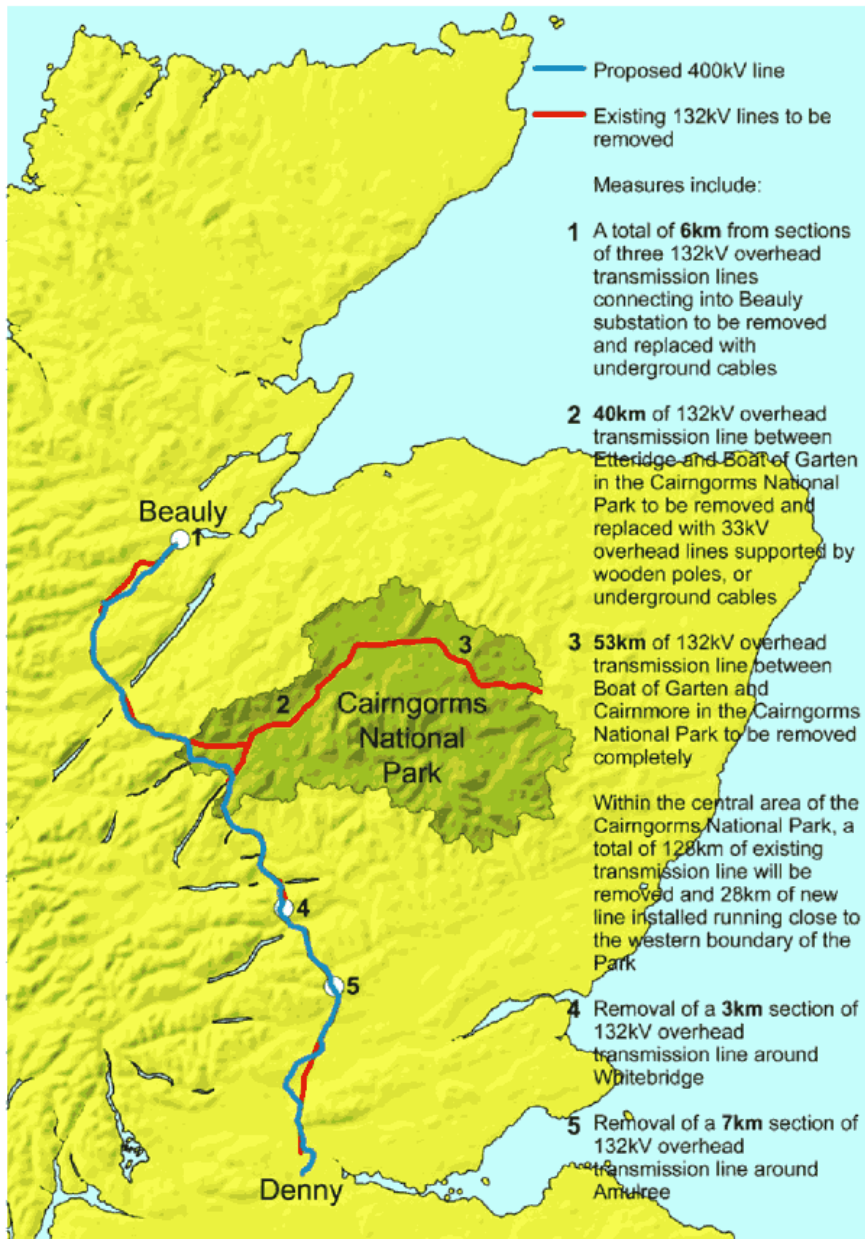 Proposed 400kV line
Existing 132kV lines to be
removed
Measures include:
1 A total of 6km from sections
of three 132kV overhead
transmission lines
connecting into Beauly
substation to be removed
and replaced with
underground cables
2 40km of 132kV overhead
transmission line between
Etteridge and Boat of Garten
in the Cairngorms National
Park to be removed and
replaced with 33kV
overhead lines supported by
wooden poles, or
underground cables
3 53km of 132kV overhead
transmission line between
Boat of Garten and
Cairnmore in the Cairngorms
National Park to be removed
completely
Within the central area of the
Cairngorms National Park, a
total of 128km of existing
transmission line will be
removed and 28km of new
line installed running close to
the western boundary of the
Park
4 Removal of a 3km section of
132kV overhead
transmission line around
Whitebridge
5 Removal of a 7km section of
132kV overhead
transmission line around
Amulree
Beauly
1
3
2
Cairngorms
National
Park
4
5
Denny